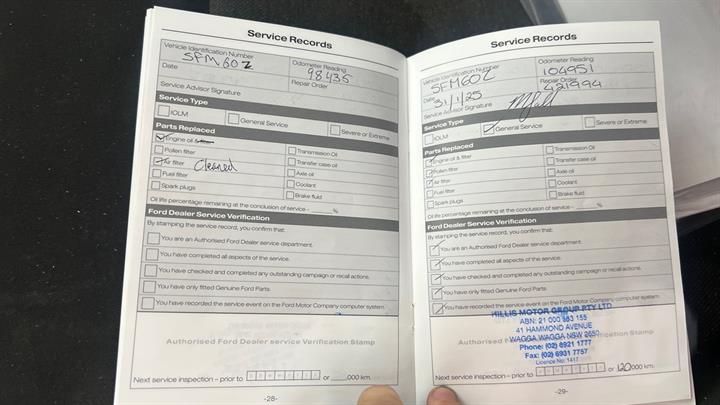 Service Records
Vehicle Identification Number
SFM60Z
Odometer Reading
98435
Date
Repair Order
Service Advisor Signature
Service Type
IOLM
General Service
Severe or Extreme
Parts Replaced
Engine oil
Transmission Oil
Pollen filter
Transfer case oil
Air filter Cleaned
Axle oil
Fuel filter
Coolant
Spark plugs
Brake fluid
Oil life percentage remaining at the conclusion of service - %
Ford Dealer Service Verification
By stamping the service record, you confirm that:
You are an Authorised Ford Dealer service department.
You have completed all aspects of the service.
You have checked and completed any outstanding campaign or recall actions.
You have only fitted Genuine Ford Parts.
You have recorded the service event on the Ford Motor Company computer system.
Authorised Ford Dealer service Verification Stamp
Next service inspection – prior to D D M M Y Y Y Y or ____,000 km.
-28-
Service Records
Vehicle Identification Number
SFM60Z
Odometer Reading
104951
Date 31/1/25
Repair Order
421994
Service Advisor Signature
Service Type
IOLM
General Service
Severe or Extreme
Parts Replaced
Engine oil & filter
Transmission Oil
Pollen filter
Transfer case oil
Air filter
Axle oil
Fuel filter
Coolant
Spark plugs
Brake fluid
Oil life percentage remaining at the conclusion of service - %
Ford Dealer Service Verification
By stamping the service record, you confirm that:
You are an Authorised Ford Dealer service department.
You have completed all aspects of the service.
You have checked and completed any outstanding campaign or recall actions.
You have only fitted Genuine Ford Parts.
You have recorded the service event on the Ford Motor Company computer system.
HILLIS MOTOR GROUP PTY LTD
ABN: 21 000 983 155
41 HAMMOND AVENUE
WAGGA WAGGA NSW 2650
Authorised F Verification Stamp
Phone: (02) 6921 1777
Fax: (02) 6931 7757
Licence No: 1417
Next service inspection – prior to D D M M Y Y Y Y or 120,000 km.
-29-